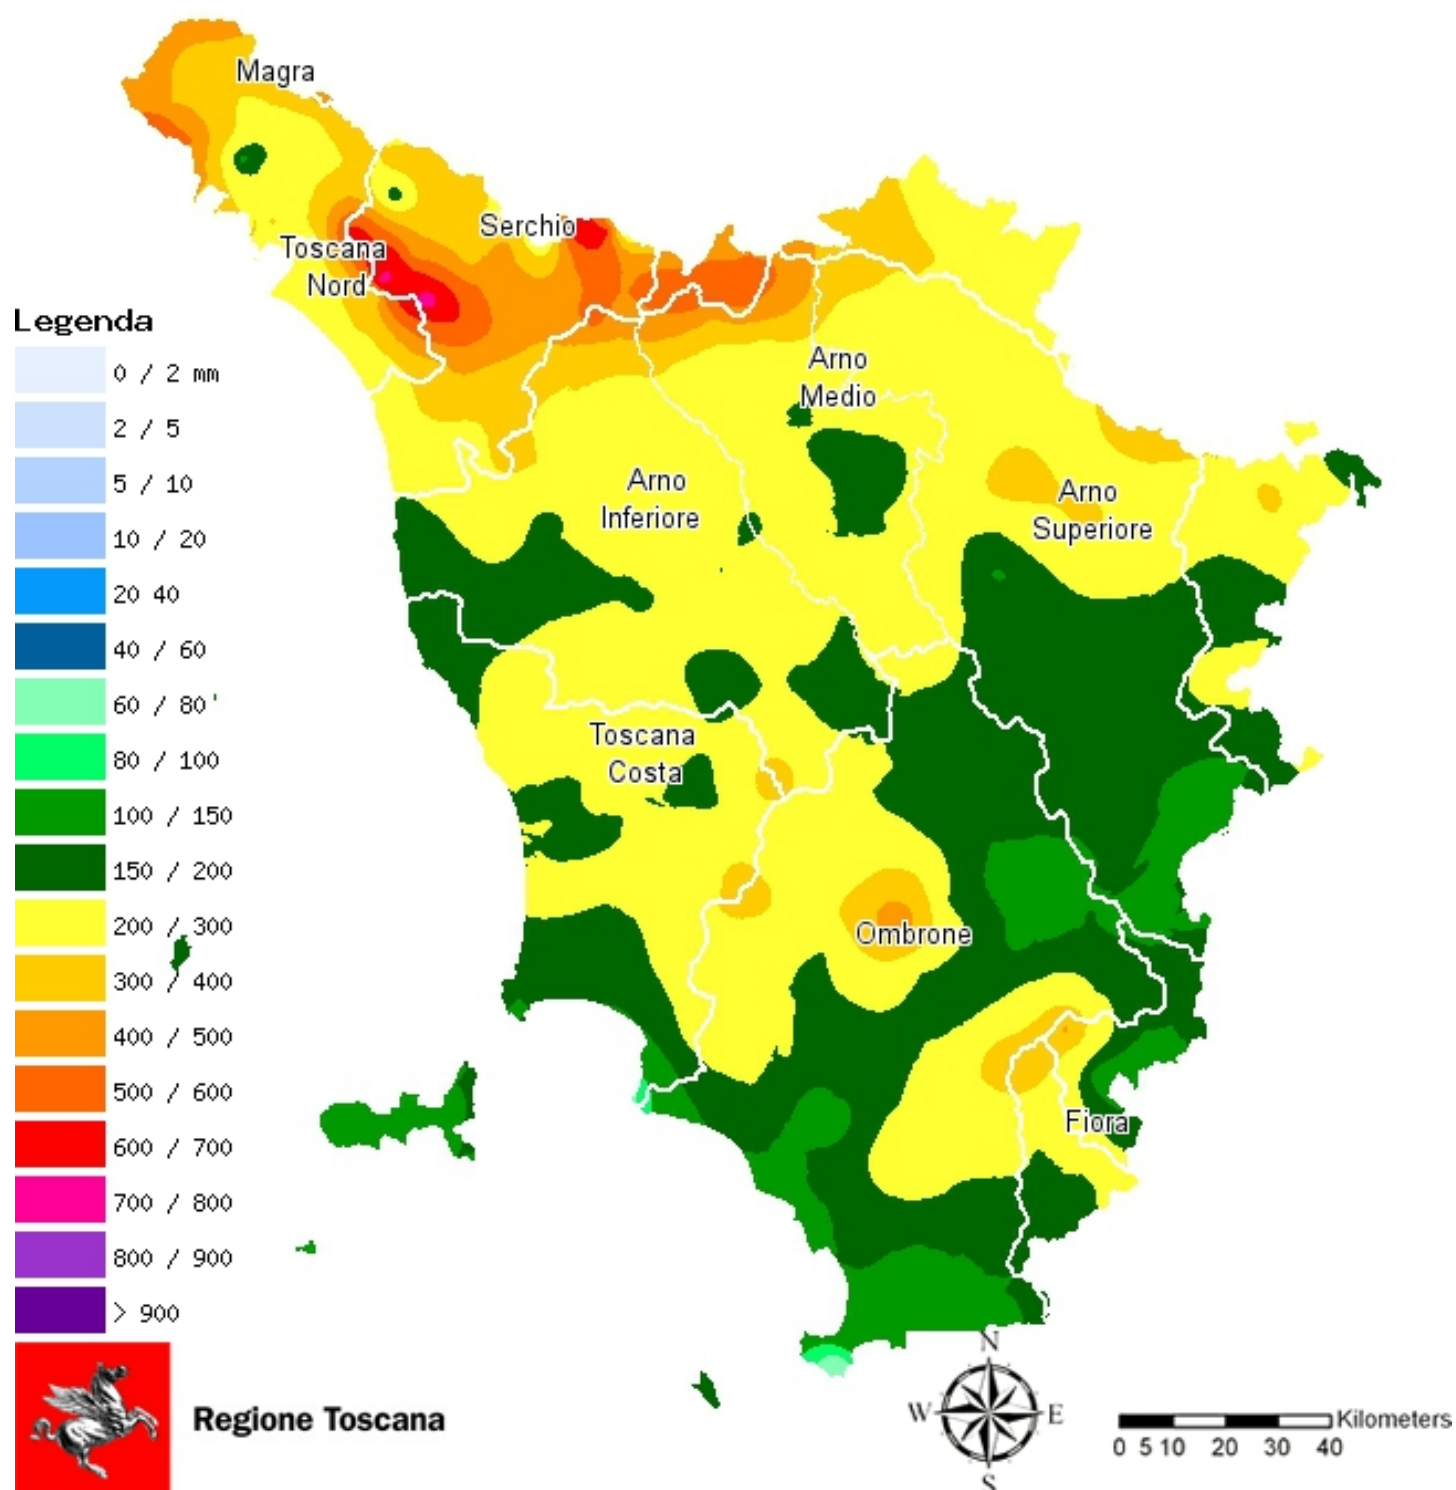 Magra
Serchio
Toscana
Nord
Legenda
0 / 2 mm
2 / 5
5 / 10
10 / 20
20 40
40 / 60
60 / 80
80 / 100
100 / 150
150 / 200
200 / 300
300 / 400
400 / 500
500 / 600
600 / 700
700 / 800
800 / 900
> 900
Arno
Medio
Arno
Inferiore
Arno
Superiore
Toscana
Costa
Ombrone
Fiora
Regione Toscana
N
W E
S
Kilometers
0 5 10 20 30 40